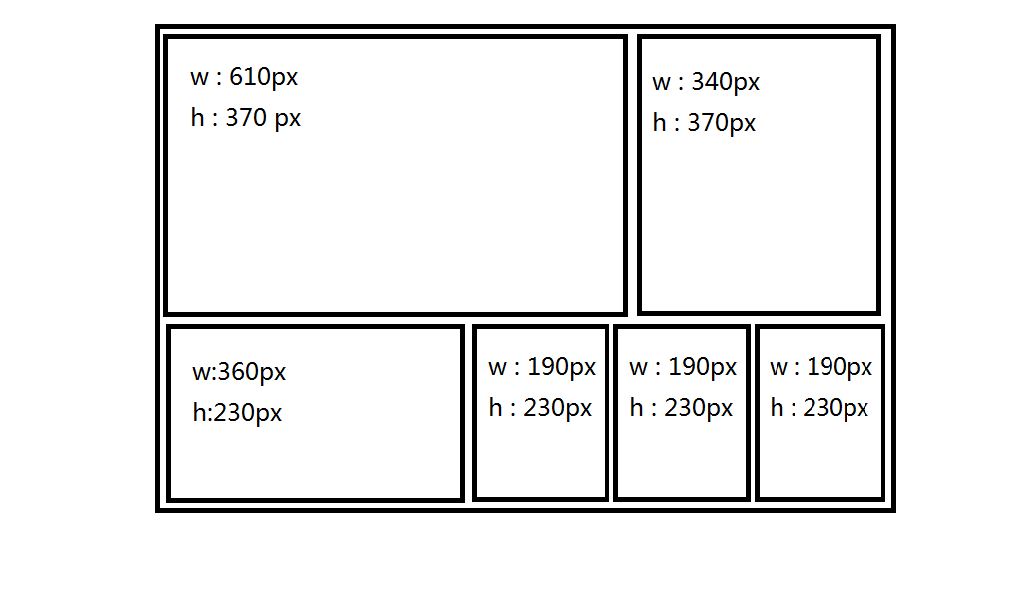 w : 610px
h : 370 px
w : 340px
h : 370px
w:360px
h:230px
w : 190px
h : 230px
w : 190px
h : 230px
w : 190px
h : 230px